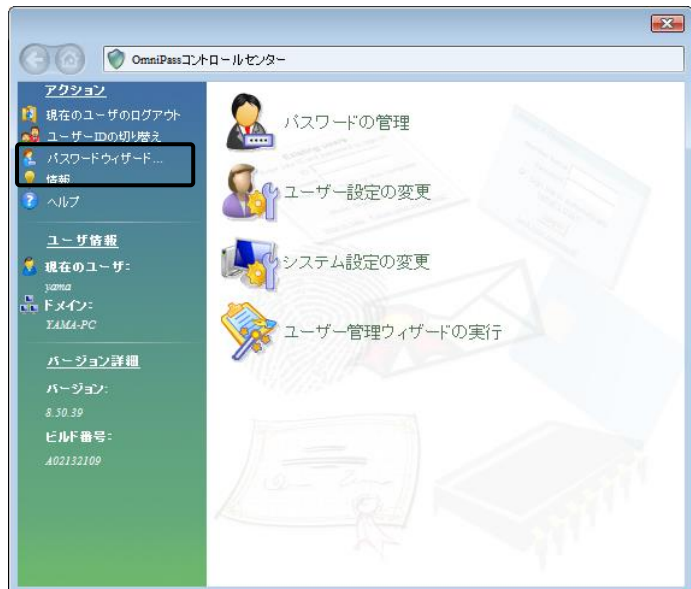 OmniPassコントロールセンター
アクション
現在のユーザのログアウト
ユーザーIDの切り替え
パスワードウィザード...
情報
ヘルプ
ユーザ情報
現在のユーザ:
yama
ドメイン:
YAMA-PC
バージョン詳細
バージョン:
8.50.39
ビルド番号:
A02132109
パスワードの管理
ユーザー設定の変更
システム設定の変更
ユーザー管理ウィザードの実行